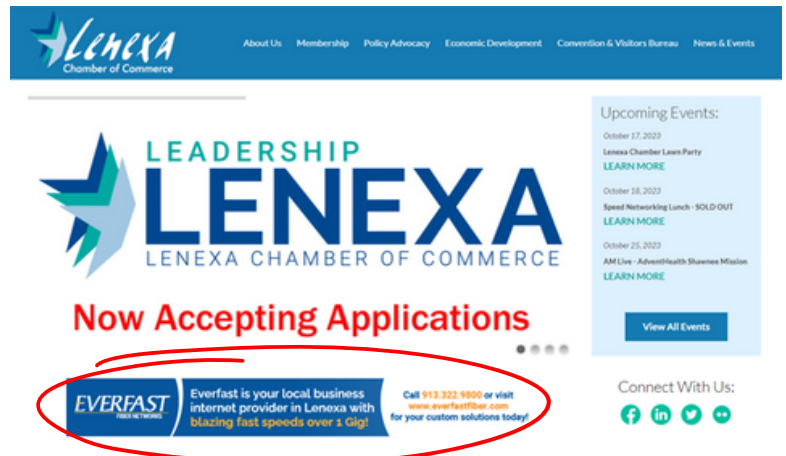 Lenexa
Chamber of Commerce
About Us Membership Policy Advocacy Economic Development Convention & Visitors Bureau News & Events
LEADERSHIP
LENEXA
LENEXA CHAMBER OF COMMERCE
Now Accepting Applications
EVERFAST
FIBER NETWORKS
Everfast is your local business
internet provider in Lenexa with
blazing fast speeds over 1 Gig!
Call 913.322.9800 or visit
www.everfastfiber.com
for your custom solutions today!
Upcoming Events:
October 17, 2023
Lenexa Chamber Lawn Party
LEARN MORE
October 18, 2023
Speed Networking Lunch - SOLD OUT
LEARN MORE
October 25, 2023
AM Live - AdventHealth Shawnee Mission
LEARN MORE
View All Events
Connect With Us: